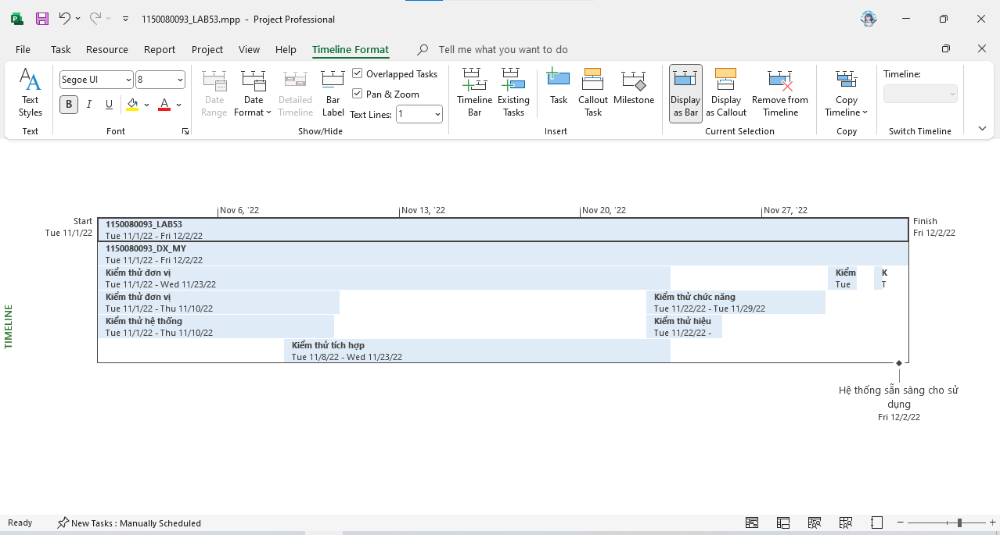 1150080093_LAB53.mpp - Project Professional
File Task Resource Report Project View Help Timeline Format Tell me what you want to do
Text Styles
Text
Segoe UI 8
B I U A
Font
Date Range
Date Format
Detailed Timeline
Bar Label
Overlapped Tasks
Pan & Zoom
Text Lines: 1
Show/Hide
Timeline Bar
Existing Tasks
Task
Callout Task
Milestone
Insert
Display as Bar
Display as Callout
Remove from Timeline
Current Selection
Copy Timeline
Copy
Timeline:
Switch Timeline
Nov 6, '22 Nov 13, '22 Nov 20, '22 Nov 27, '22
Start
Tue 11/1/22
Finish
Fri 12/2/22
1150080093_LAB53
Tue 11/1/22 - Fri 12/2/22
1150080093_DX_MY
Tue 11/1/22 - Fri 12/2/22
Kiểm thử đơn vị
Tue 11/1/22 - Wed 11/23/22
Kiểm
Tue
K
T
Kiểm thử đơn vị
Tue 11/1/22 - Thu 11/10/22
Kiểm thử chức năng
Tue 11/22/22 - Tue 11/29/22
Kiểm thử hệ thống
Tue 11/1/22 - Thu 11/10/22
Kiểm thử hiệu
Tue 11/22/22 -
Kiểm thử tích hợp
Tue 11/8/22 - Wed 11/23/22
Hệ thống sẵn sàng cho sử
dụng
Fri 12/2/22
TIMELINE
Ready New Tasks : Manually Scheduled